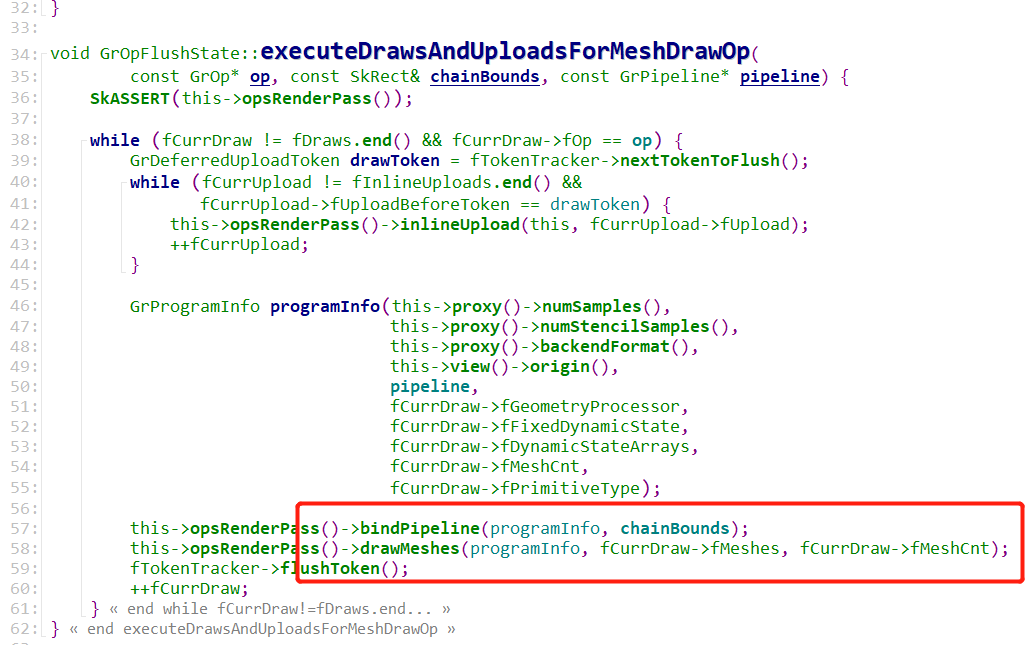 32: }
33:
34: void GrOpFlushState::executeDrawsAndUploadsForMeshDrawOp(
35: const GrOp* op, const SkRect& chainBounds, const GrPipeline* pipeline) {
36: SkASSERT(this->opsRenderPass());
37:
38: while (fCurrDraw != fDraws.end() && fCurrDraw->fOp == op) {
39: GrDeferredUploadToken drawToken = fTokenTracker->nextTokenToFlush();
40: while (fCurrUpload != fInlineUploads.end() &&
41: fCurrUpload->fUploadBeforeToken == drawToken) {
42: this->opsRenderPass()->inlineUpload(this, fCurrUpload->fUpload);
43: ++fCurrUpload;
44: }
45:
46: GrProgramInfo programInfo(this->proxy()->numSamples(),
47: this->proxy()->numStencilSamples(),
48: this->proxy()->backendFormat(),
49: this->view()->origin(),
50: pipeline,
51: fCurrDraw->fGeometryProcessor,
52: fCurrDraw->fFixedDynamicState,
53: fCurrDraw->fDynamicStateArrays,
54: fCurrDraw->fMeshCnt,
55: fCurrDraw->fPrimitiveType);
56:
57: this->opsRenderPass()->bindPipeline(programInfo, chainBounds);
58: this->opsRenderPass()->drawMeshes(programInfo, fCurrDraw->fMeshes, fCurrDraw->fMeshCnt);
59: fTokenTracker->flushToken();
60: ++fCurrDraw;
61: } « end while fCurrDraw!=fDraws.end... »
62: } « end executeDrawsAndUploadsForMeshDrawOp »